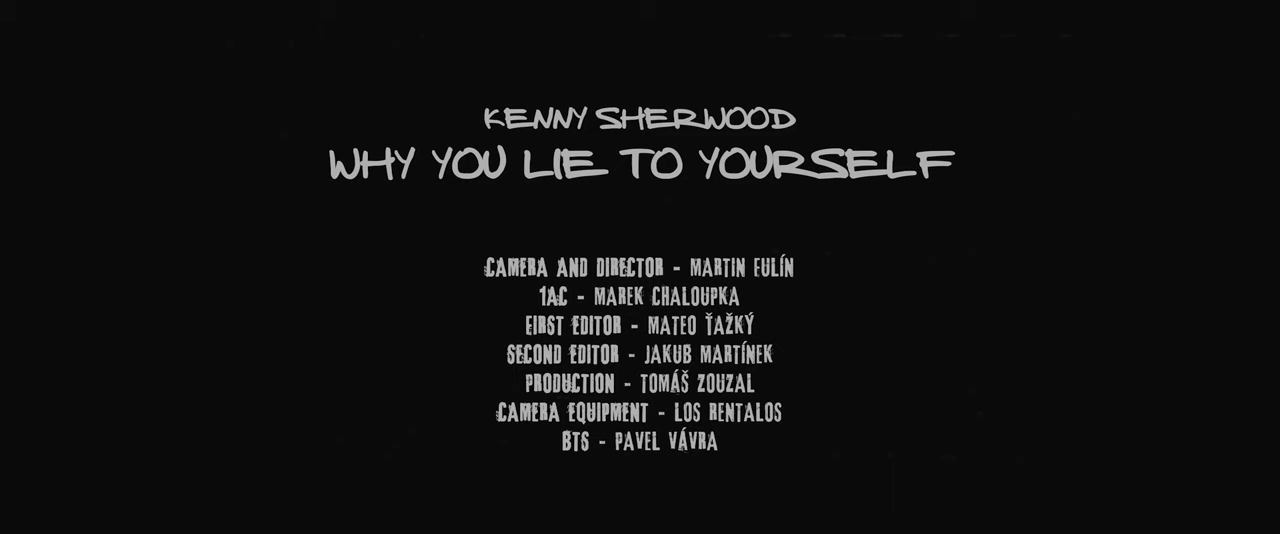 KENNY SHERWOOD
WHY YOU LIE TO YOURSELF
CAMERA AND DIRECTOR - MARTIN FULÍN
1AC - MAREK CHALOUPKA
FIRST EDITOR - MATEO ŤAŽKÝ
SECOND EDITOR - JAKUB MARTÍNEK
PRODUCTION - TOMÁŠ ZOUZAL
CAMERA EQUIPMENT - LOS RENTALOS
BTS - PAVEL VÁVRA